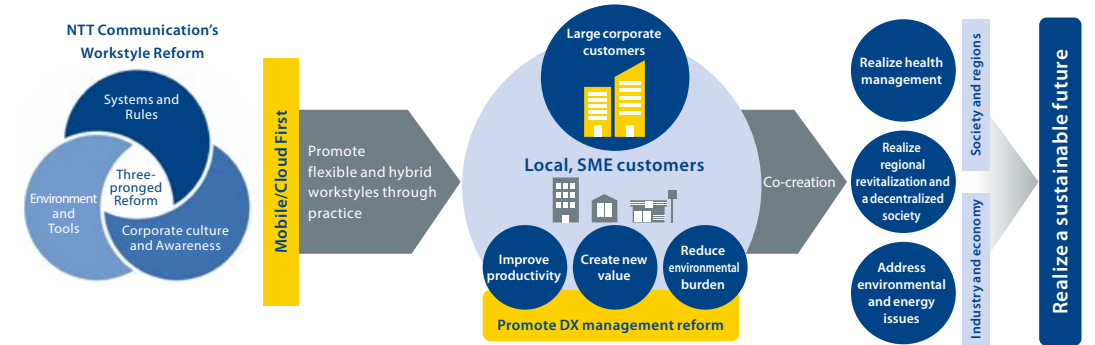 NTT Communication's
Workstyle Reform
Systems and
Rules
Three-
pronged
Reform
Environment
and
Tools
Corporate culture
and Awareness
Mobile/Cloud First
Promote
flexible and hybrid
workstyles through
practice
Large corporate
customers
Local, SME customers
Improve
productivity
Create new
value
Reduce
environmental
burden
Promote DX management reform
Co-creation
Realize health
management
Realize
regional
revitalization and
a decentralized
society
Address
environmental
and energy
issues
Society and regions
Industry and economy
Realize a sustainable future